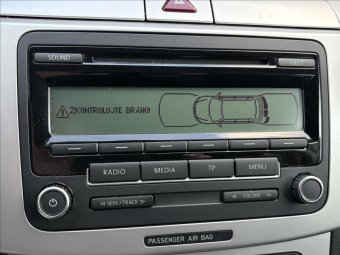 SOUND
EJECT
ZKONTROLUJTE DRÁHU!
RADIO MEDIA TP MENU
SEEK/TRACK FOLDER
PASSENGER AIR BAG